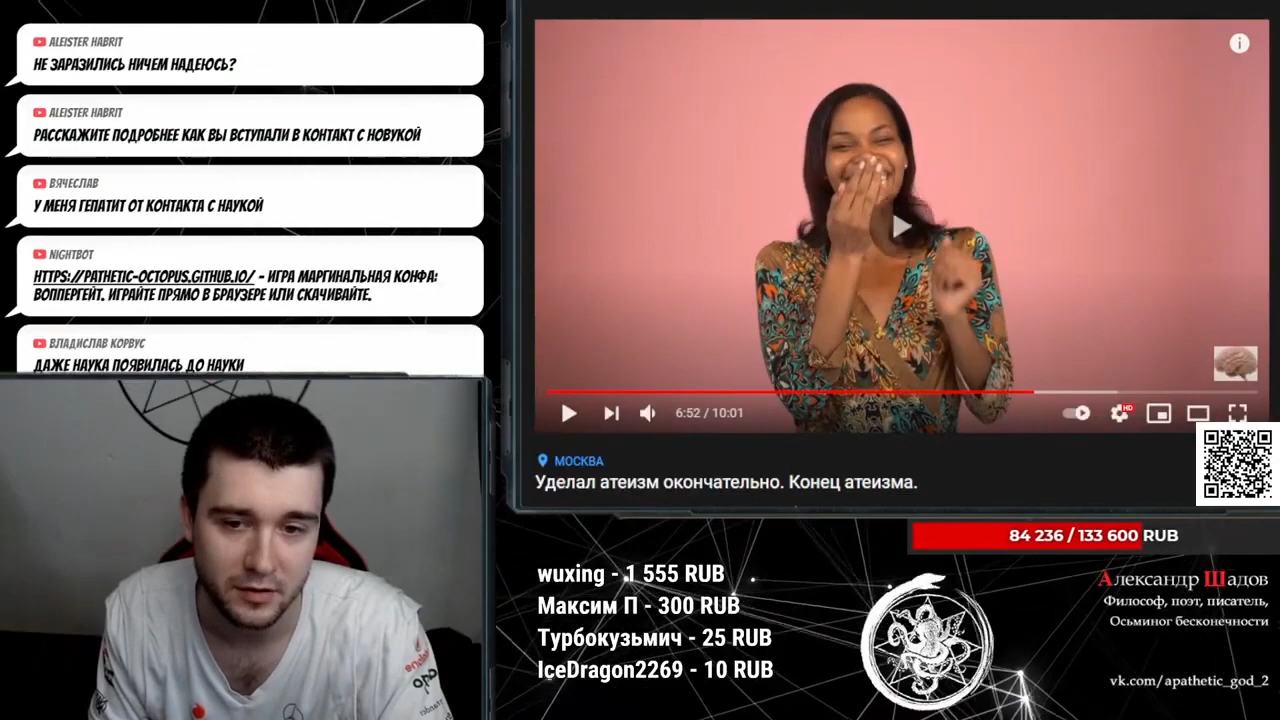 ALEISTER HABRIT
НЕ ЗАРАЗИЛИСЬ НИЧЕМ НАДЕЮСЬ?
ALEISTER HABRIT
РАССКАЖИТЕ ПОДРОБНЕЕ КАК ВЫ ВСТУПАЛИ В КОНТАКТ С НОВУКОЙ
ВЯЧЕСЛАВ
У МЕНЯ ГЕПАТИТ ОТ КОНТАКТА С НАУКОЙ
NIGHTBOT
HTTPS://PATHETIC-OCTOPUS.GITHUB.IO/ - ИГРА МАРГИНАЛЬНАЯ КОНФА:
ВОППЕРГЕЙТ. ИГРАЙТЕ ПРЯМО В БРАУЗЕРЕ ИЛИ СКАЧИВАЙТЕ.
ВЛАДИСЛАВ КОРВУС
ДАЖЕ НАУКА ПОЯВИЛАСЬ ДО НАУКИ
6:52 / 10:01
HD
МОСКВА
Уделал атеизм окончательно. Конец атеизма.
84 236 / 133 600 RUB
wuxing - 1 555 RUB
Максим П - 300 RUB
Турбокузьмич - 25 RUB
IceDragon2269 - 10 RUB
Александр Шадов
Философ, поэт, писатель,
Осьминог бесконечности
vk.com/apathetic_god_2